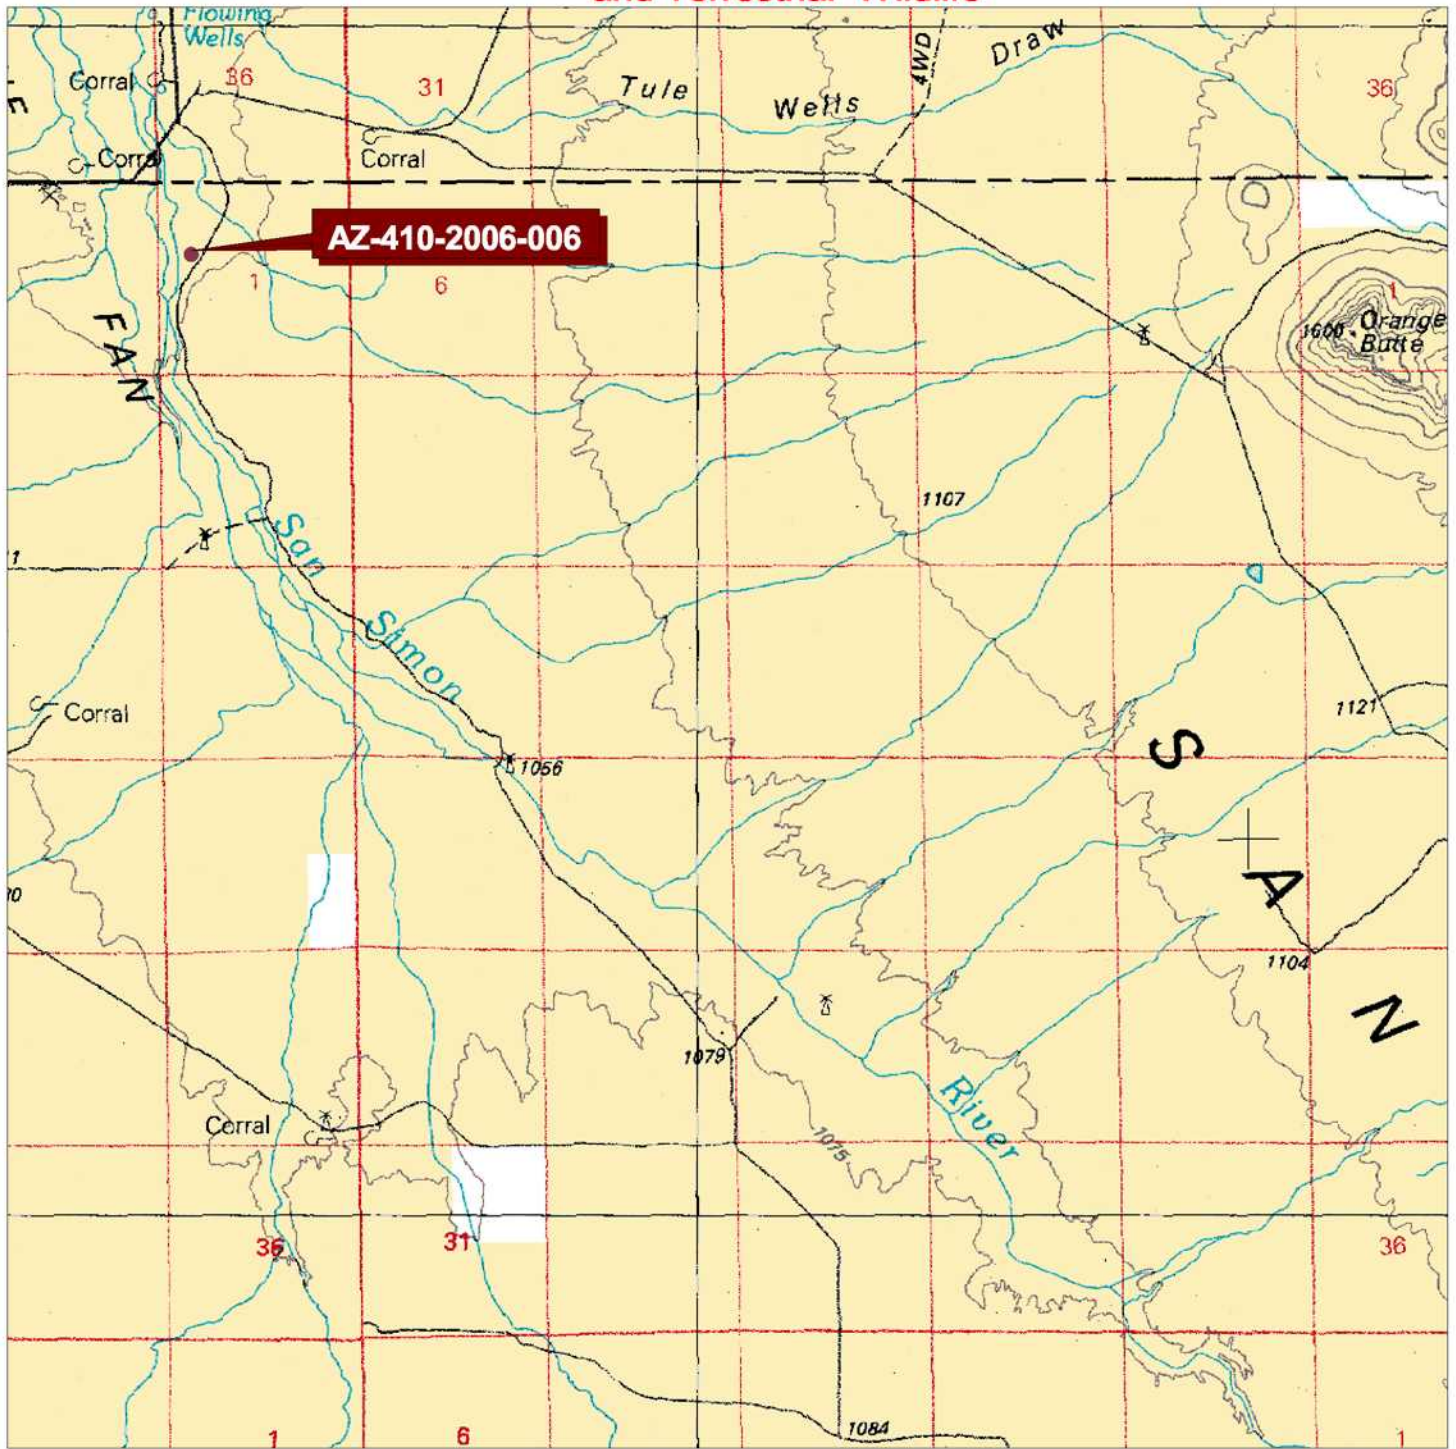 Flowing
Wells
Draw
4WD
Corral
36
31
Tule
Wells
36
Corral
Corral
AZ-410-2006-006
1
6
1
FAN
1600
Orange
Butte
1107
San
Simon
Corral
1121
S
1056
A
1104
N
1079
River
Corral
1075
36
31
36
1
6
1084
1